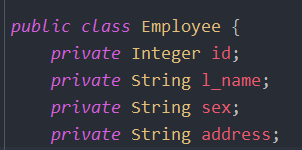 public class Employee {
    private Integer id;
    private String l_name;
    private String sex;
    private String address;